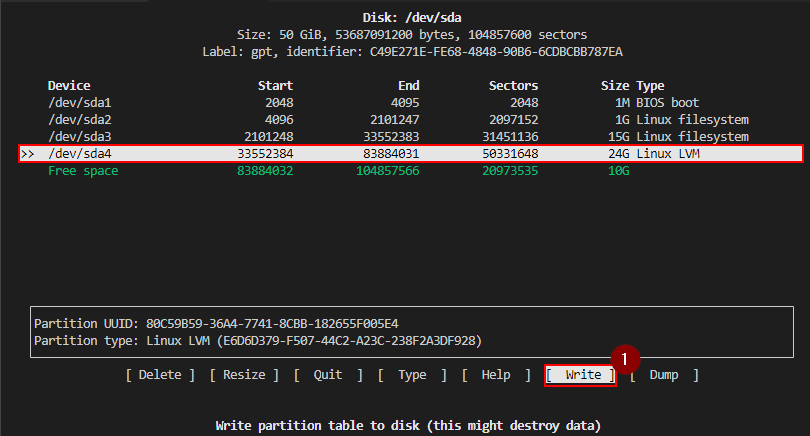 Disk: /dev/sda
Size: 50 GiB, 53687091200 bytes, 104857600 sectors
Label: gpt, identifier: C49E271E-FE68-4848-90B6-6CDBCBB787EA
Device Start End Sectors Size Type
/dev/sda1 2048 4095 2048 1M BIOS boot
/dev/sda2 4096 2101247 2097152 1G Linux filesystem
/dev/sda3 2101248 33552383 31451136 15G Linux filesystem
>> /dev/sda4 33552384 83884031 50331648 24G Linux LVM
Free space 83884032 104857566 20973535 10G
Partition UUID: 80C59B59-36A4-7741-8CBB-182655F005E4
Partition type: Linux LVM (E6D6D379-F507-44C2-A23C-238F2A3DF928)
1
[ Delete ] [ Resize ] [ Quit ] [ Type ] [ Help ] [ Write ] [ Dump ]
Write partition table to disk (this might destroy data)